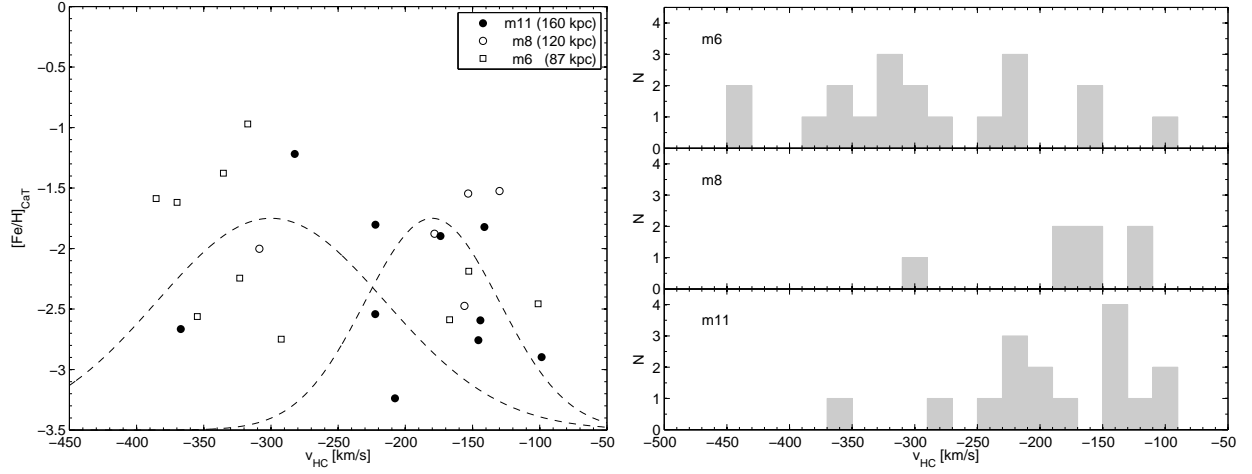 0
−0.5
−1
−1.5
−2
−2.5
−3
−3.5
[Fe/H]CaT
m11 (160 kpc)
m8 (120 kpc)
m6 (87 kpc)
−450 −400 −350 −300 −250 −200 −150 −100 −50
vHC [km/s]
4
3
2
1
0
N
m6
4
3
2
1
0
N
m8
4
3
2
1
0
N
m11
−500 −450 −400 −350 −300 −250 −200 −150 −100 −50
vHC [km/s]